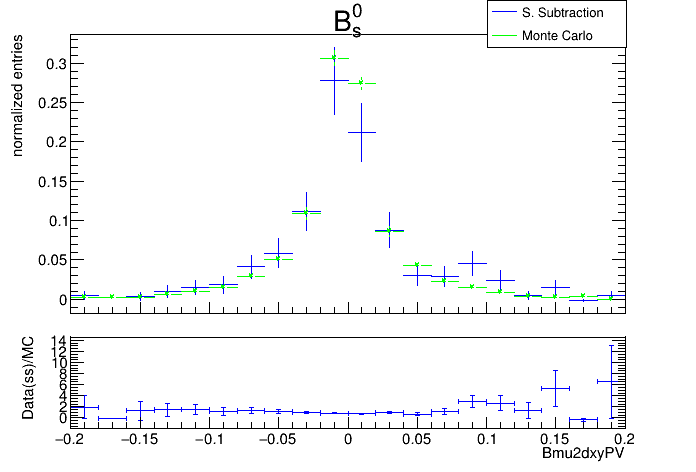 B⁰ₛ
S. Subtraction
Monte Carlo
normalized entries
0.3
0.25
0.2
0.15
0.1
0.05
0
Data(ss)/MC
14
12
10
8
6
4
2
0
−0.2 −0.15 −0.1 −0.05 0 0.05 0.1 0.15 0.2
Bmu2dxyPV